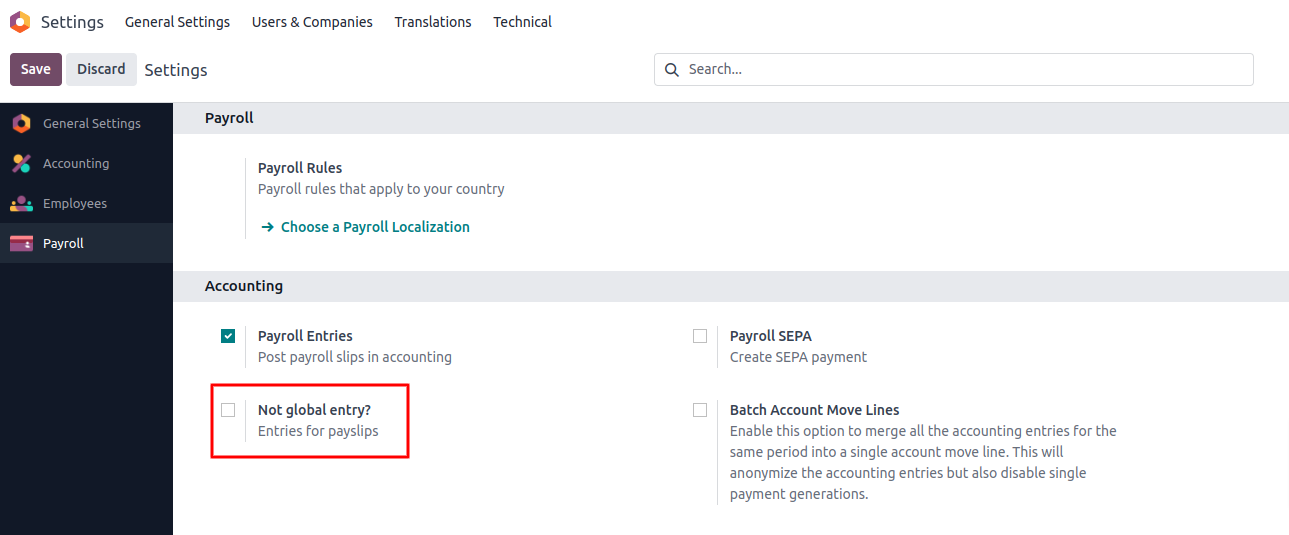 Settings General Settings Users & Companies Translations Technical
Save Discard Settings Search...
General Settings
Accounting
Employees
Payroll
Payroll
Payroll Rules
Payroll rules that apply to your country
→ Choose a Payroll Localization
Accounting
Payroll Entries
Post payroll slips in accounting
Payroll SEPA
Create SEPA payment
Not global entry?
Entries for payslips
Batch Account Move Lines
Enable this option to merge all the accounting entries for the
same period into a single account move line. This will
anonymize the accounting entries but also disable single
payment generations.